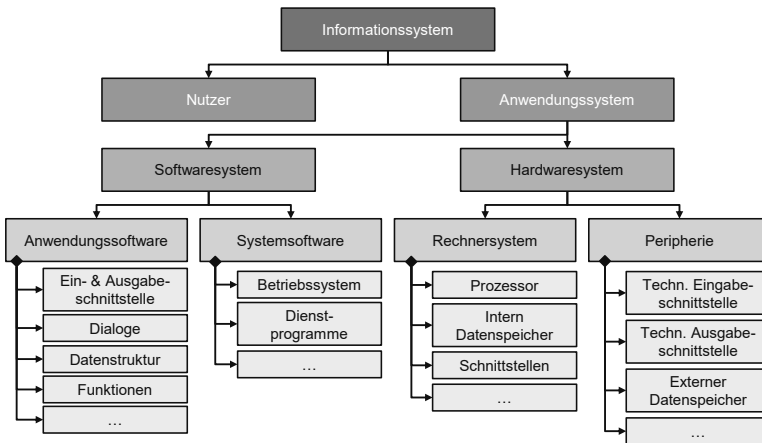 Informationssystem
Nutzer
Anwendungssystem
Softwaresystem
Hardwaresystem
Anwendungssoftware
Systemsoftware
Rechnersystem
Peripherie
Ein- & Ausgabe-
schnittstelle
Dialoge
Datenstruktur
Funktionen
…
Betriebssystem
Dienst-
programme
…
Prozessor
Intern
Datenspeicher
Schnittstellen
…
Techn. Eingabe-
schnittstelle
Techn. Ausgabe-
schnittstelle
Externer
Datenspeicher
…